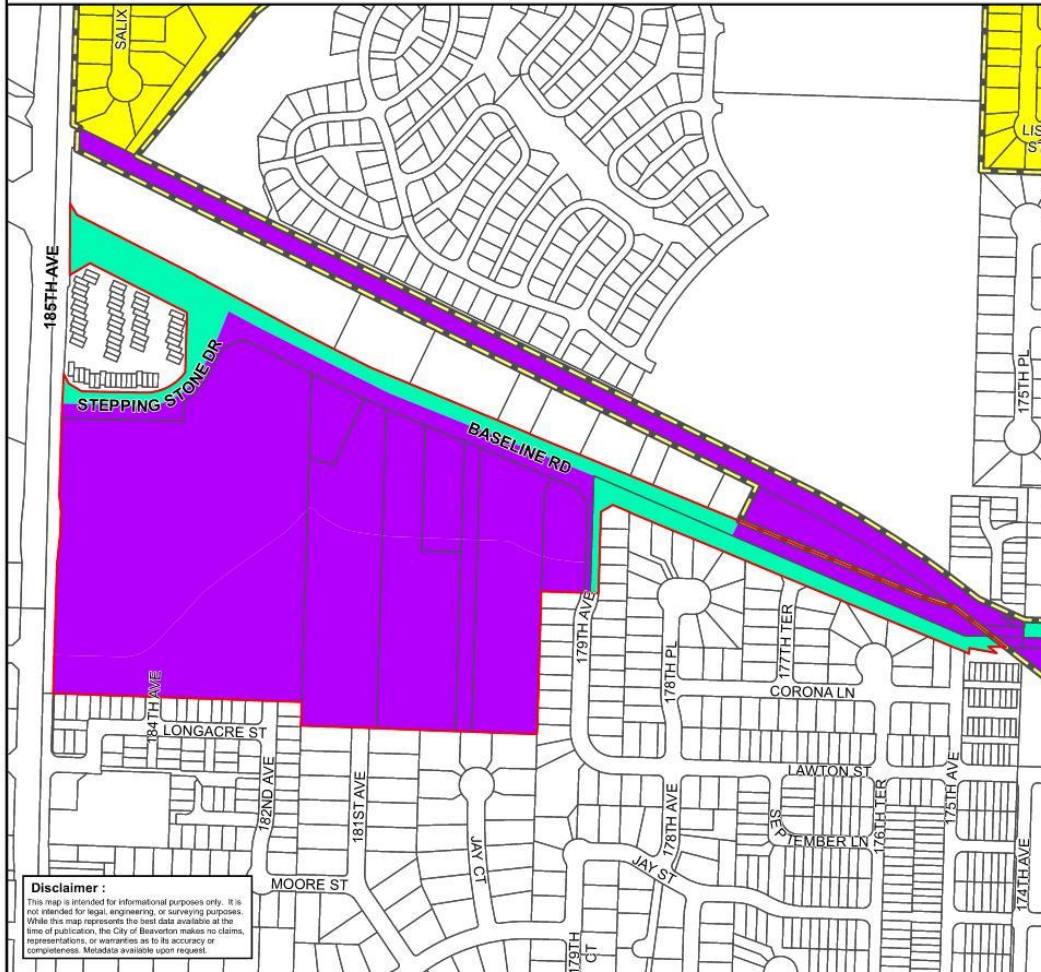 SALIX
LIS
ST
185TH AVE
STEPPING STONE DR
BASELINE RD
175TH PL
179TH AVE
178TH PL
177TH TER
CORONA LN
184TH AVE
LONGACRE ST
182ND AVE
181ST AVE
LAWTON ST
175TH AVE
178TH AVE
SEPTEMBER LN
176TH TER
JAY CT
JAY ST
MOORE ST
174TH AVE
179TH
CT
Disclaimer :
This map is intended for informational purposes only. It is
not intended for legal, engineering, or surveying purposes.
While this map represents the best data available at the
time of publication, the City of Beaverton makes no claims,
representations, or warranties as to its accuracy or
completeness. Metadata available upon request.